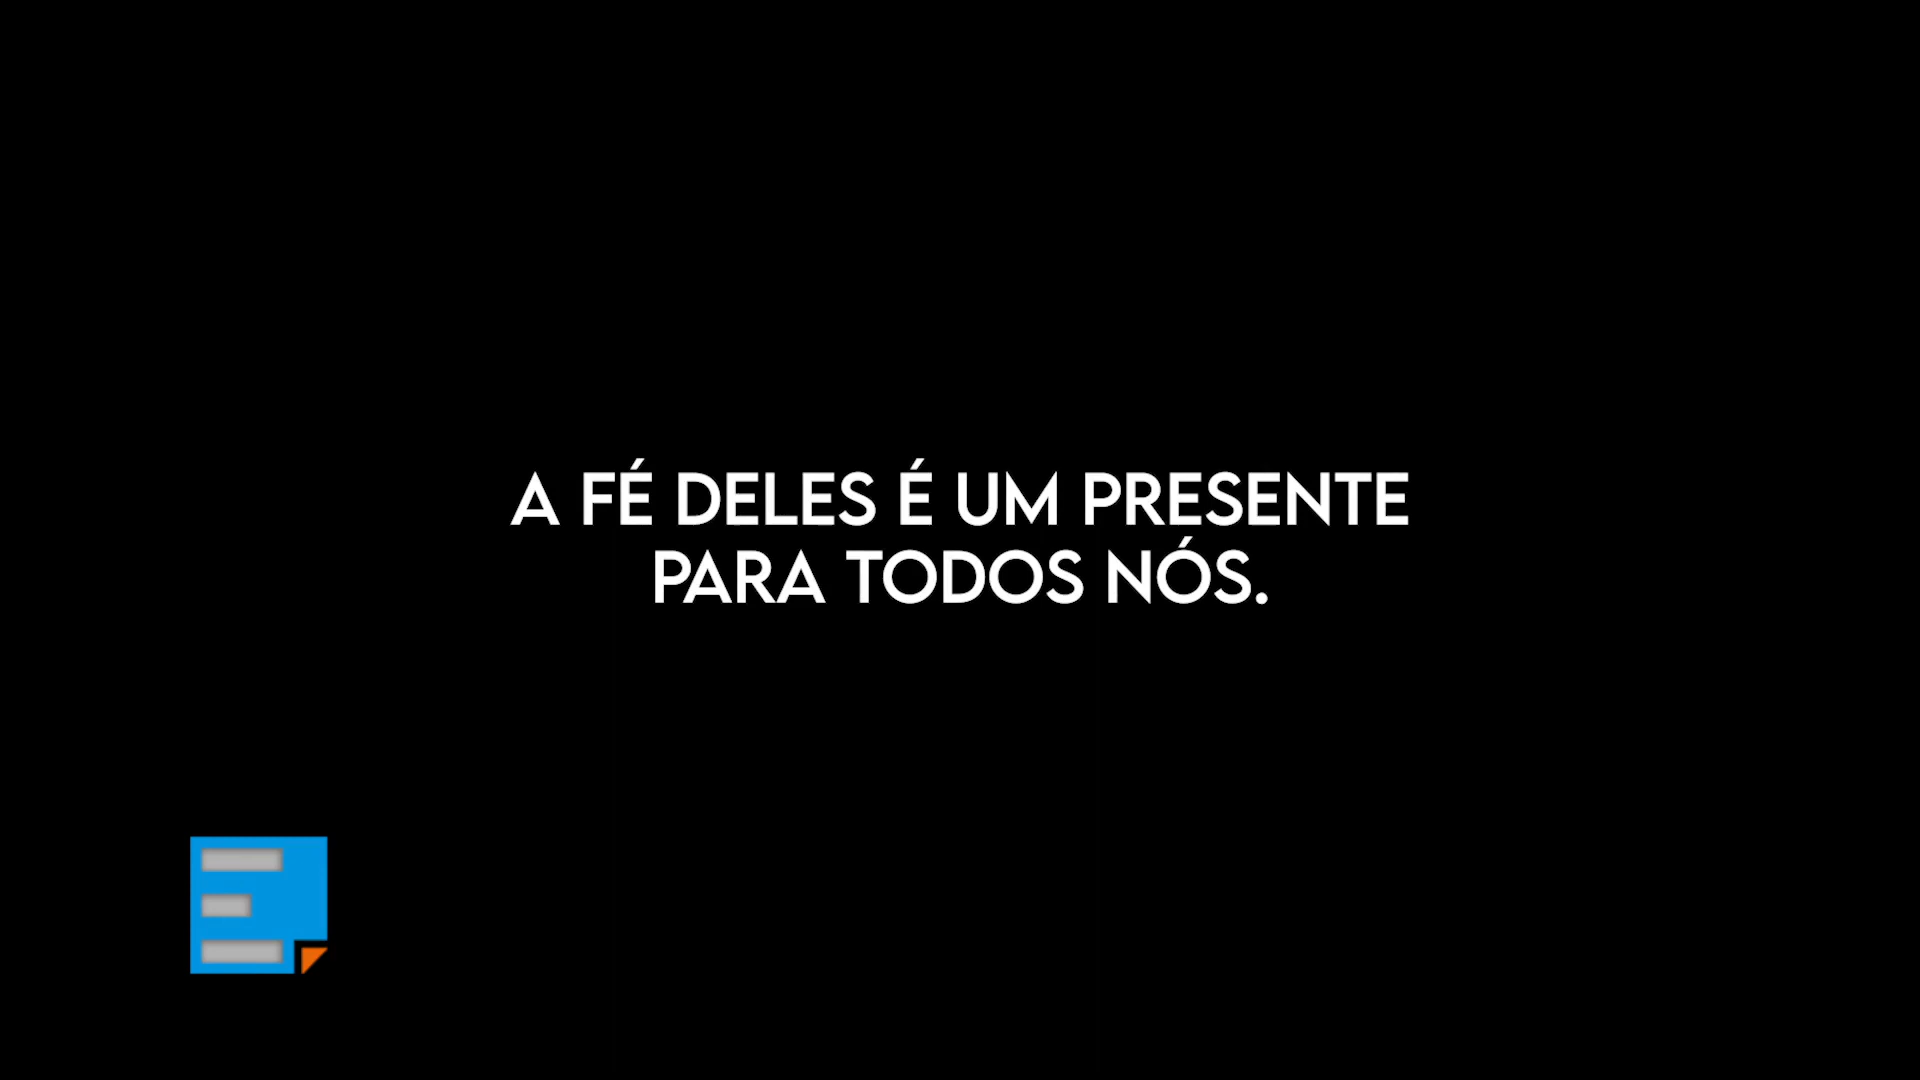 A FÉ DELES É UM PRESENTE
PARA TODOS NÓS.